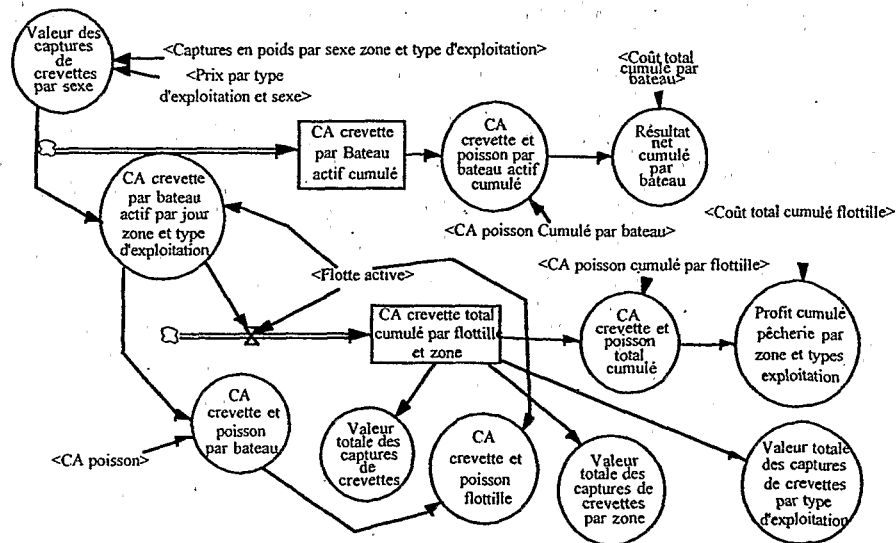 Valeur des
captures
de
crevettes
par sexe
<Captures en poids par sexe zone et type d'exploitation>
<Prix par type
d'exploitation et sexe>
<Coût total
cumulé par
bateau>
CA crevette
par Bateau
actif cumulé
CA
crevette et
poisson par
bateau actif
cumulé
Résultat
net
cumulé
par
bateau
CA crevette
par bateau
actif par jour
zone et type
d'exploitation
<CA poisson Cumulé par bateau>
<Coût total cumulé flottille>
<Flotte active>
<CA poisson cumulé par flottille>
CA crevette total
cumulé par flottille
et zone
CA
crevette et
poisson
total
cumulé
Profit cumulé
pêcherie par
zone et types
exploitation
CA
crevette et
poisson
par bateau
<CA poisson>
Valeur
totale des
captures
de
crevettes
CA
crevette et
poisson
flottille
Valeur
totale des
captures de
crevettes
par zone
Valeur totale
des captures
de crevettes
par type
d'exploitation